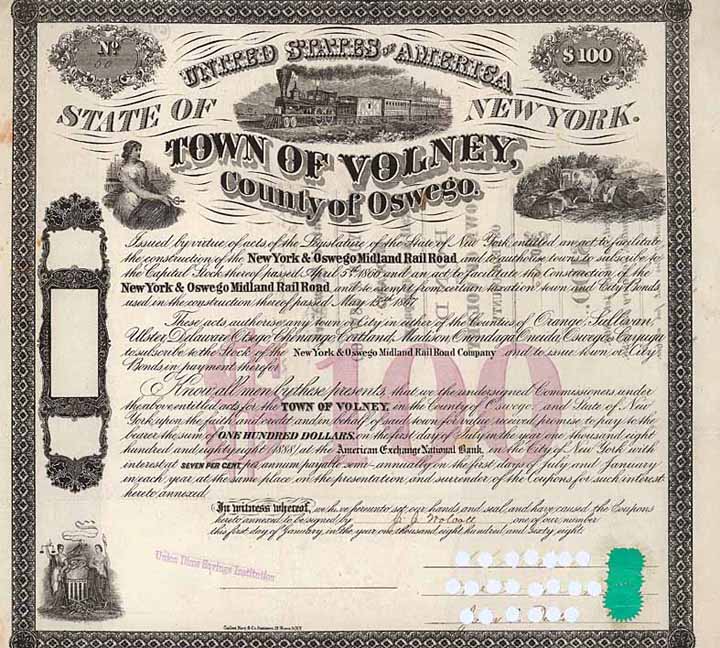 No
UNITED STATES OF AMERICA
$100
STATE OF NEW YORK.
TOWN OF VOLNEY,
County of Oswego.
Issued by virtue of acts of the Legislature of the State of New York entitled an act to facilitate
the construction of the New York & Oswego Midland Rail Road and to authorise towns to subscribe to
the Capital Stock thereof passed April 5th 1866 and an act to facilitate the Construction of the
New York & Oswego Midland Rail Road and to exempt from certain taxation town and City Bonds
used in the construction thereof passed May 1867
These acts authorise any town or City in either of the Counties of Orange, Sullivan,
Ulster, Delaware, Otsego, Chenango, Cortland, Madison, Onondaga, Oneida, Oswego, Cayuga
to subscribe to the Stock of the New York & Oswego Midland Rail Road Company and to issue town or City
Bonds in payment therefor
Know all men by these presents that we the undersigned Commissioners under
the above entitled acts for the TOWN OF VOLNEY, in the County of Oswego, and State of New
York upon the faith and credit and in behalf of said town for value received promise to pay to the
bearer the sum of ONE HUNDRED DOLLARS, on the first day of July in the year one thousand eight
hundred and eighty eight (1888) at the American Exchange National Bank, in the City of New York with
interest at SEVEN PER CENT, per annum payable semi-annually on the first days of July and January
in each year at the same place on the presentation and surrender of the Coupons for such interest
hereto annexed.
In witness whereof, we have hereunto set our hands and seal and have caused the Coupons
hereto annexed to be signed by one of our number
this first day of January, in the year one thousand eight hundred and sixty eight
Union Dime Savings Institution
$100